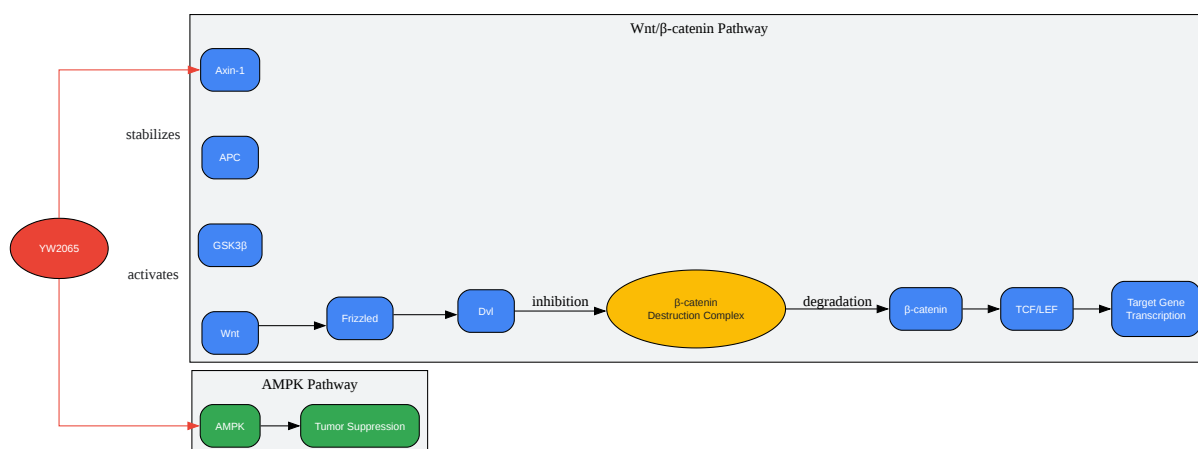 Wnt/β-catenin Pathway
Axin-1
stabilizes
APC
YW2065
GSK3β
activates
Wnt
Frizzled
Dvl
inhibition
β-catenin
Destruction Complex
degradation
β-catenin
TCF/LEF
Target Gene
Transcription
AMPK Pathway
AMPK
Tumor Suppression